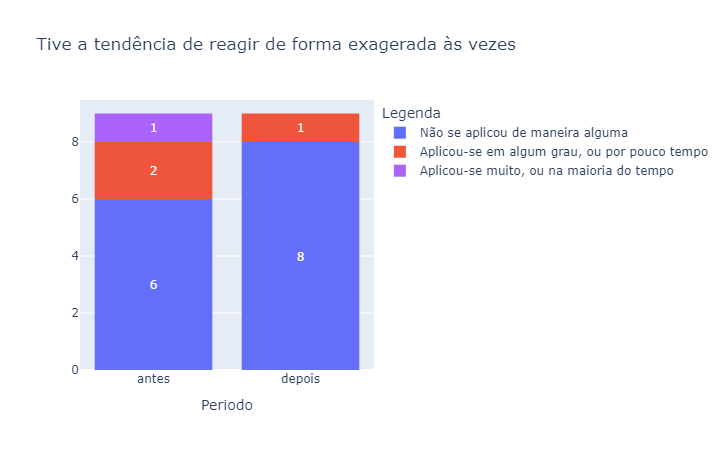 Tive a tendência de reagir de forma exagerada às vezes
Legenda
Não se aplicou de maneira alguma
Aplicou-se em algum grau, ou por pouco tempo
Aplicou-se muito, ou na maioria do tempo
8
6
4
2
0
1
2
6
1
8
antes
depois
Periodo